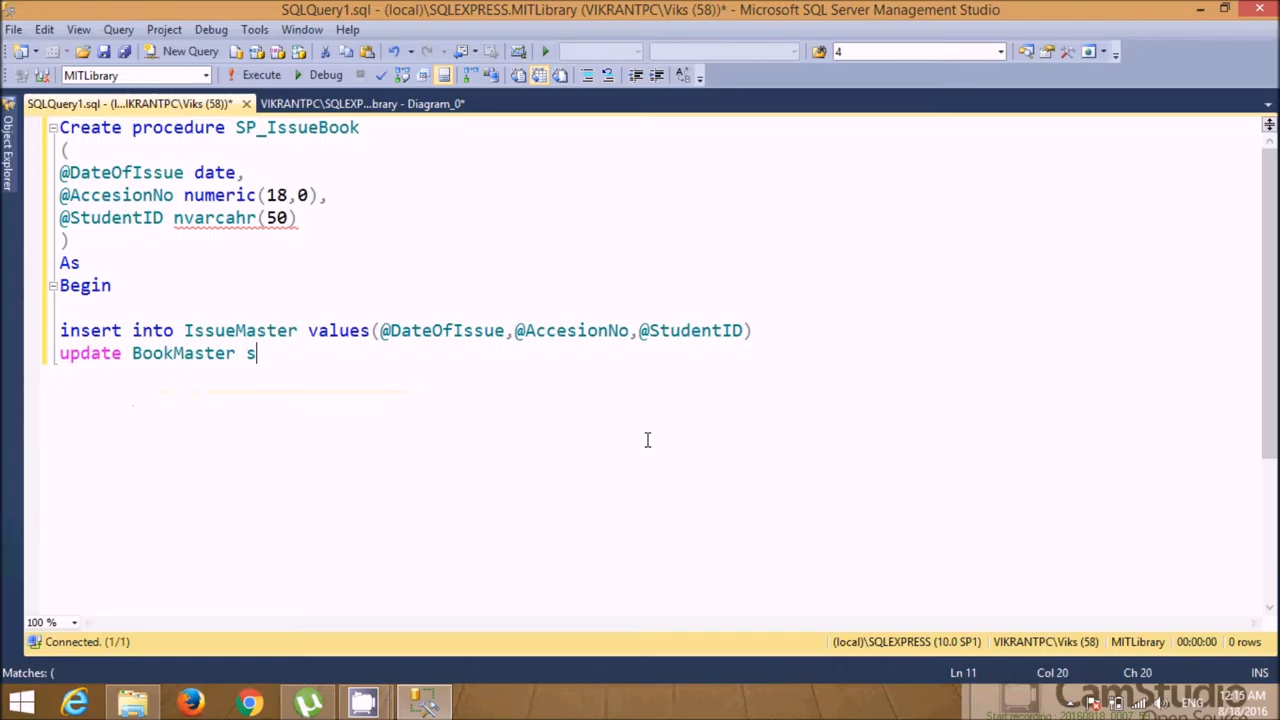 SQLQuery1.sql - (local)\SQLEXPRESS.MITLibrary (VIKRANTPC\Viks (58))* - Microsoft SQL Server Management Studio
File Edit View Query Project Debug Tools Window Help
New Query 4
MITLibrary Execute Debug
SQLQuery1.sql - (l...IKRANTPC\Viks (58))* VIKRANTPC\SQLEXP...brary - Diagram_0*
Object Explorer
Create procedure SP_IssueBook
(
@DateOfIssue date,
@AccesionNo numeric(18,0),
@StudentID nvarcahr(50)
)
As
Begin
insert into IssueMaster values(@DateOfIssue,@AccesionNo,@StudentID)
update BookMaster s
100 %
Connected. (1/1) (local)\SQLEXPRESS (10.0 SP1) VIKRANTPC\Viks (58) MITLibrary 00:00:00 0 rows
Matches: ( Ln 11 Col 20 Ch 20 INS
CamStudio
ENG 12:15 AM
8/18/2016